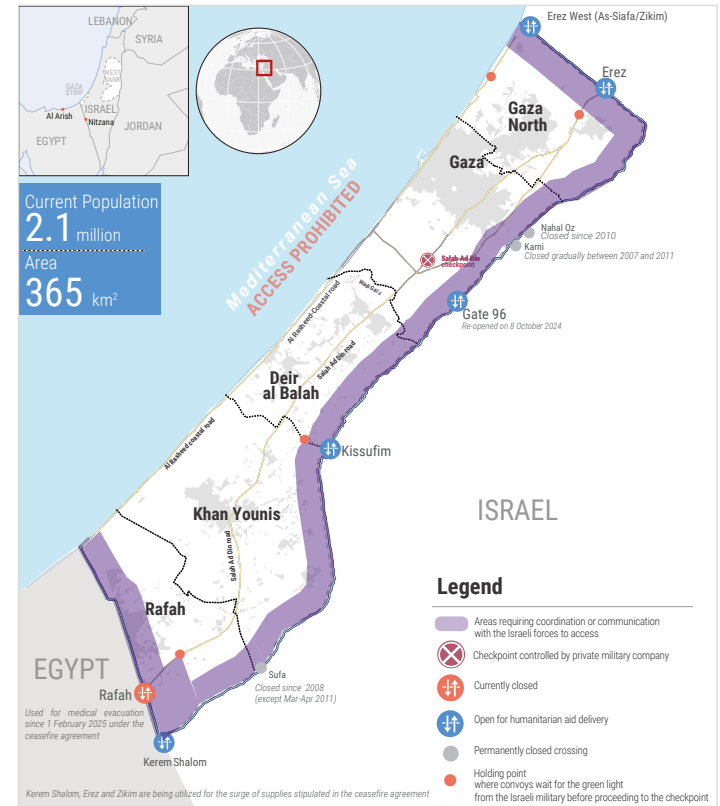 LEBANON
SYRIA
WEST
BANK
GAZA
STRIP
ISRAEL
Al Arish
Nitzana
JORDAN
EGYPT
Current Population
2.1 million
Area
365 km²
Mediterranean Sea
ACCESS PROHIBITED
Erez West (As-Siafa/Zikim)
Erez
Gaza
North
Gaza
Nahal Oz
Closed since 2010
Karni
Closed gradually between 2007 and 2011
Salah Ad Din
checkpoint
Wadi Gaza
Al Rasheed-Coastal road
Salah Ad Din road
Gate 96
Re-opened on 8 October 2024
Deir
al Balah
Al Rasheed coastal road
Kissufim
Khan Younis
Salah Ad Din road
ISRAEL
Rafah
EGYPT
Rafah
Used for medical evacuation
since 1 February 2025 under the
ceasefire agreement
Sufa
Closed since 2008
(except Mar-Apr 2011)
Kerem Shalom
Kerem Shalom, Erez and Zikim are being utilized for the surge of supplies stipulated in the ceasefire agreement
Legend
Areas requiring coordination or communication
with the Israeli forces to access
Checkpoint controlled by private military company
Currently closed
Open for humanitarian aid delivery
Permanently closed crossing
Holding point
where convoys wait for the green light
from the Israeli military before proceeding to the checkpoint